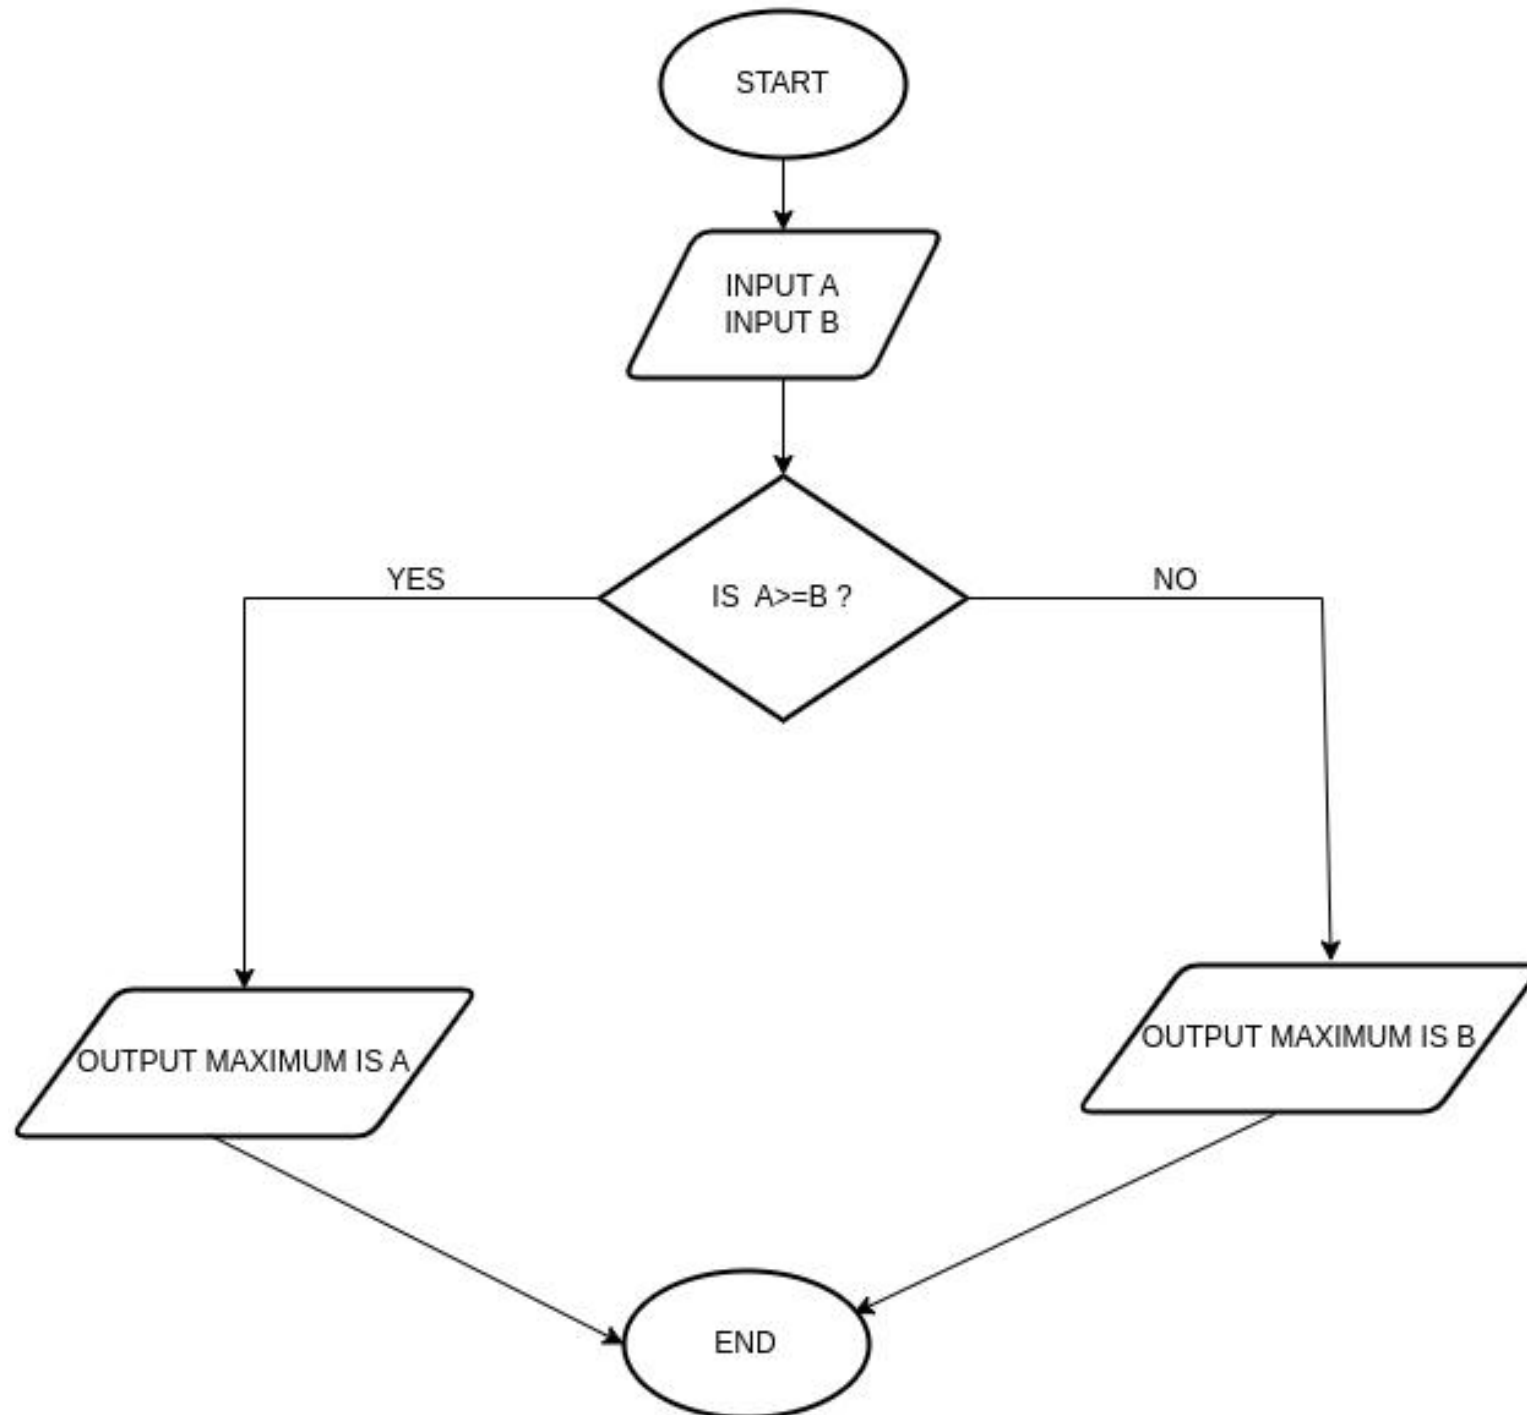 START
INPUT A
INPUT B
IS A>=B ?
YES
NO
OUTPUT MAXIMUM IS A
OUTPUT MAXIMUM IS B
END